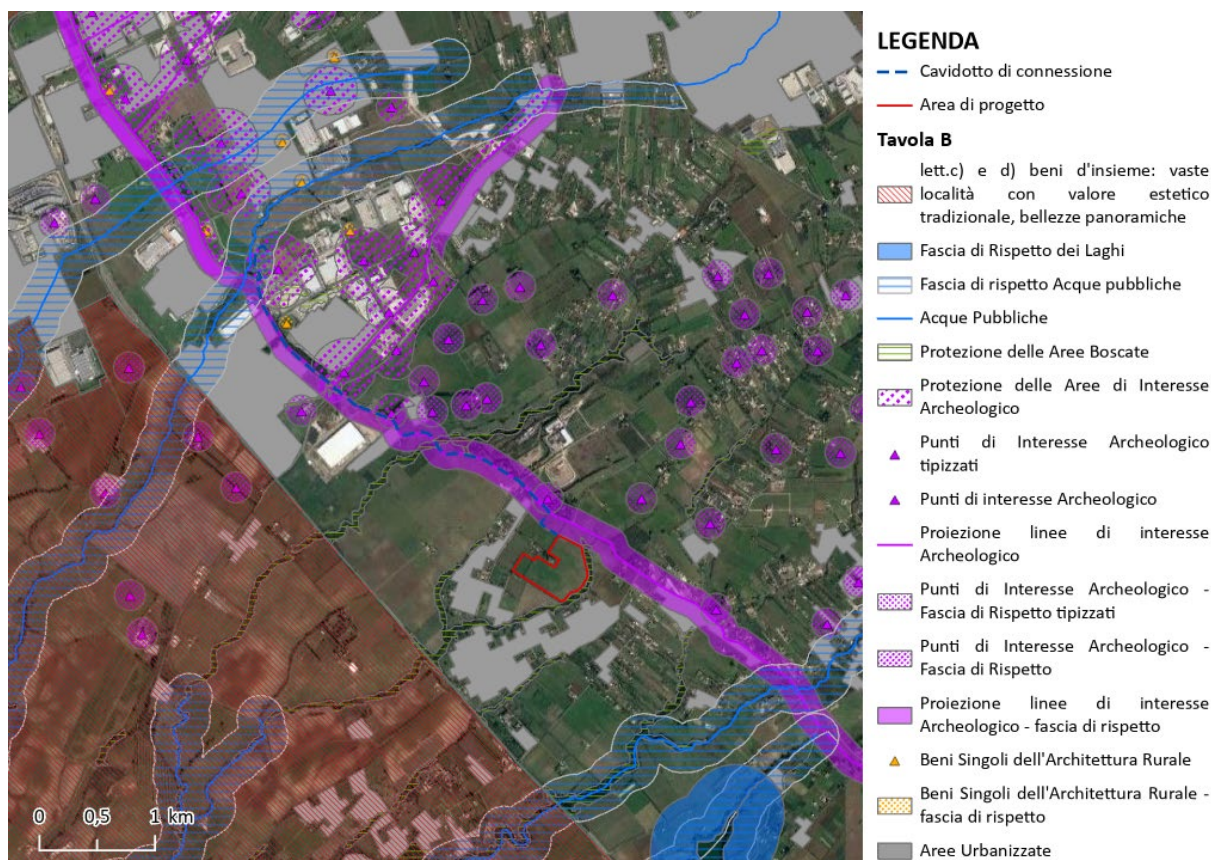 LEGENDA
Cavidotto di connessione
Area di progetto
Tavola B
lett.c) e d) beni d'insieme: vaste
località con valore estetico
tradizionale, bellezze panoramiche
Fascia di Rispetto dei Laghi
Fascia di rispetto Acque pubbliche
Acque Pubbliche
Protezione delle Aree Boscate
Protezione delle Aree di Interesse
Archeologico
Punti di Interesse Archeologico
tipizzati
Punti di interesse Archeologico
Proiezione linee di interesse
Archeologico
Punti di Interesse Archeologico -
Fascia di Rispetto tipizzati
Punti di Interesse Archeologico -
Fascia di Rispetto
Proiezione linee di interesse
Archeologico - fascia di rispetto
Beni Singoli dell'Architettura Rurale
Beni Singoli dell'Architettura Rurale -
fascia di rispetto
Aree Urbanizzate
0 0,5 1 km